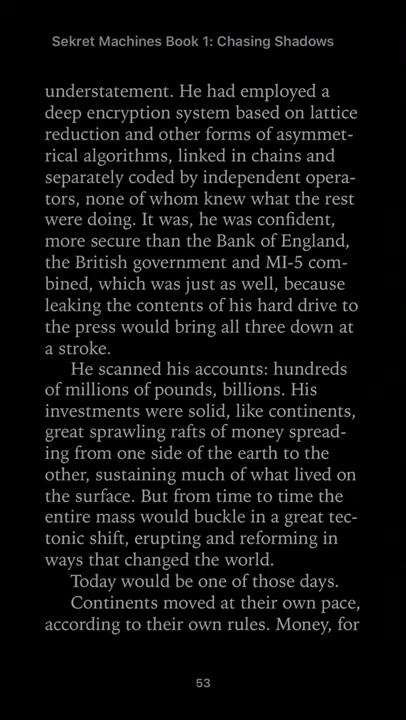 Sekret Machines Book 1: Chasing Shadows
understatement. He had employed a
deep encryption system based on lattice
reduction and other forms of asymmet-
rical algorithms, linked in chains and
separately coded by independent opera-
tors, none of whom knew what the rest
were doing. It was, he was confident,
more secure than the Bank of England,
the British government and MI-5 com-
bined, which was just as well, because
leaking the contents of his hard drive to
the press would bring all three down at
a stroke.
He scanned his accounts: hundreds
of millions of pounds, billions. His
investments were solid, like continents,
great sprawling rafts of money spread-
ing from one side of the earth to the
other, sustaining much of what lived on
the surface. But from time to time the
entire mass would buckle in a great tec-
tonic shift, erupting and reforming in
ways that changed the world.
Today would be one of those days.
Continents moved at their own pace,
according to their own rules. Money, for
53